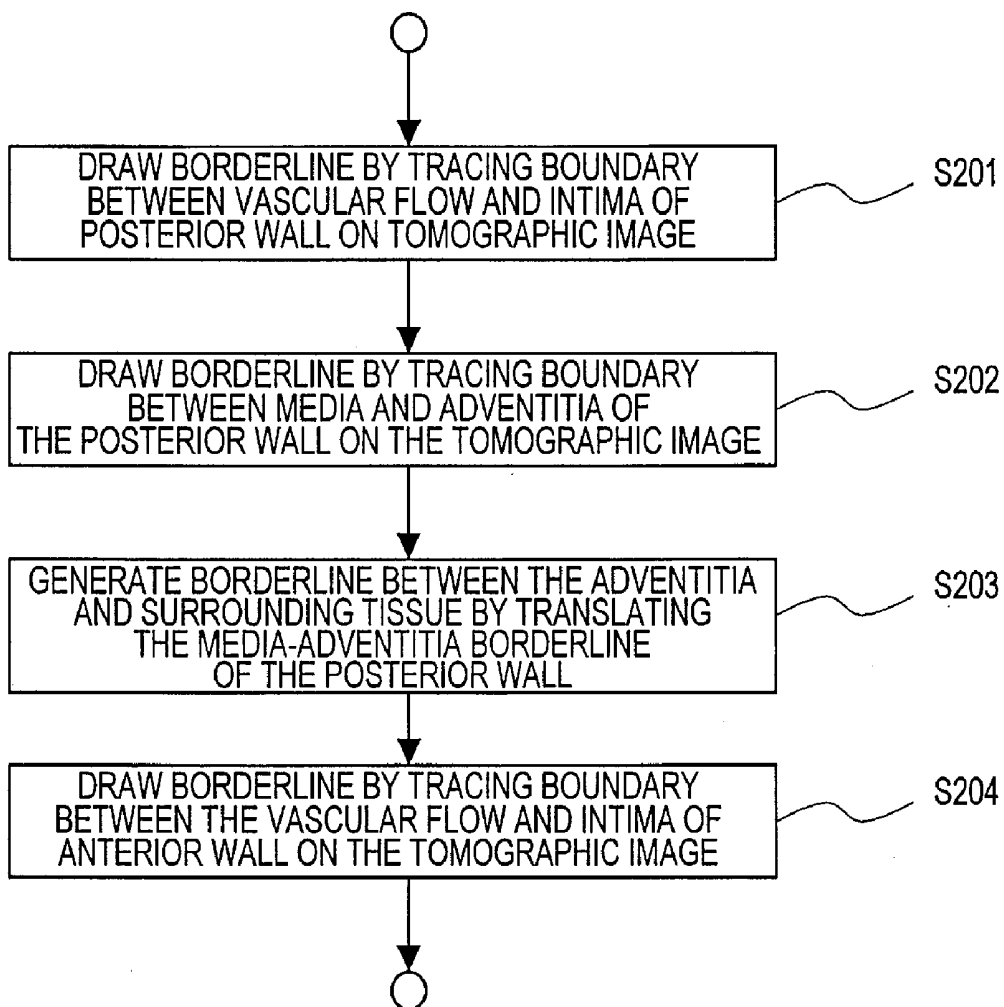 DRAW BORDERLINE BY TRACING BOUNDARY
BETWEEN VASCULAR FLOW AND INTIMA OF
POSTERIOR WALL ON TOMOGRAPHIC IMAGE
S201
DRAW BORDERLINE BY TRACING BOUNDARY
BETWEEN MEDIA AND ADVENTITIA OF
THE POSTERIOR WALL ON THE TOMOGRAPHIC IMAGE
S202
GENERATE BORDERLINE BETWEEN THE ADVENTITIA
AND SURROUNDING TISSUE BY TRANSLATING
THE MEDIA-ADVENTITIA BORDERLINE
OF THE POSTERIOR WALL
S203
DRAW BORDERLINE BY TRACING BOUNDARY
BETWEEN THE VASCULAR FLOW AND INTIMA OF
ANTERIOR WALL ON THE TOMOGRAPHIC IMAGE
S204